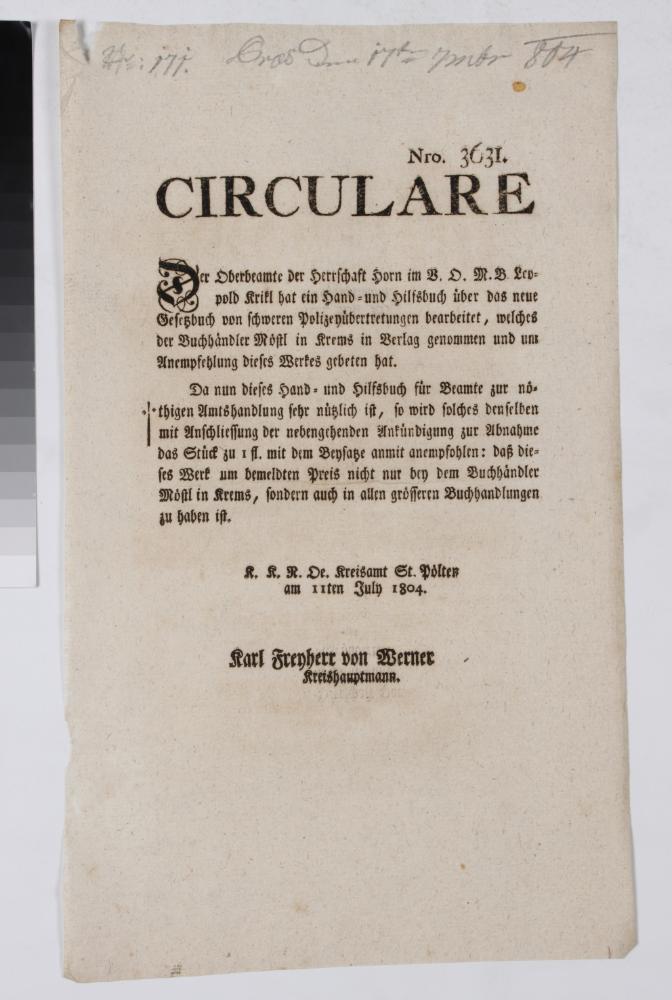 Nro: 171. 17te 7mbr 804
Nro. 3631.
CIRCULARE
Der Oberbeamte der Herrschaft Horn im V. O. M. B. Leo-
pold Krikl hat ein Hand- und Hilfsbuch über das neue
Gesetzbuch von schweren Polizeyübertretungen bearbeitet, welches
der Buchhändler Möstl in Krems in Verlag genommen und um
Anempfehlung dieses Werkes gebeten hat.
Da nun dieses Hand- und Hilfsbuch für Beamte zur nö-
thigen Amtshandlung sehr nützlich ist, so wird solches denselben
mit Anschliessung der nebengehenden Ankündigung zur Abnahme
das Stück zu 1 fl. mit dem Beysatze anmit anempfohlen: daß die-
ses Werk um bemeldten Preis nicht nur bey dem Buchhändler
Möstl in Krems, sondern auch in allen grösseren Buchhandlungen
zu haben ist.
K. K. N. Oe. Kreisamt St. Pölten
am 11ten July 1804.
Karl Freyherr von Werner
Kreishauptmann.